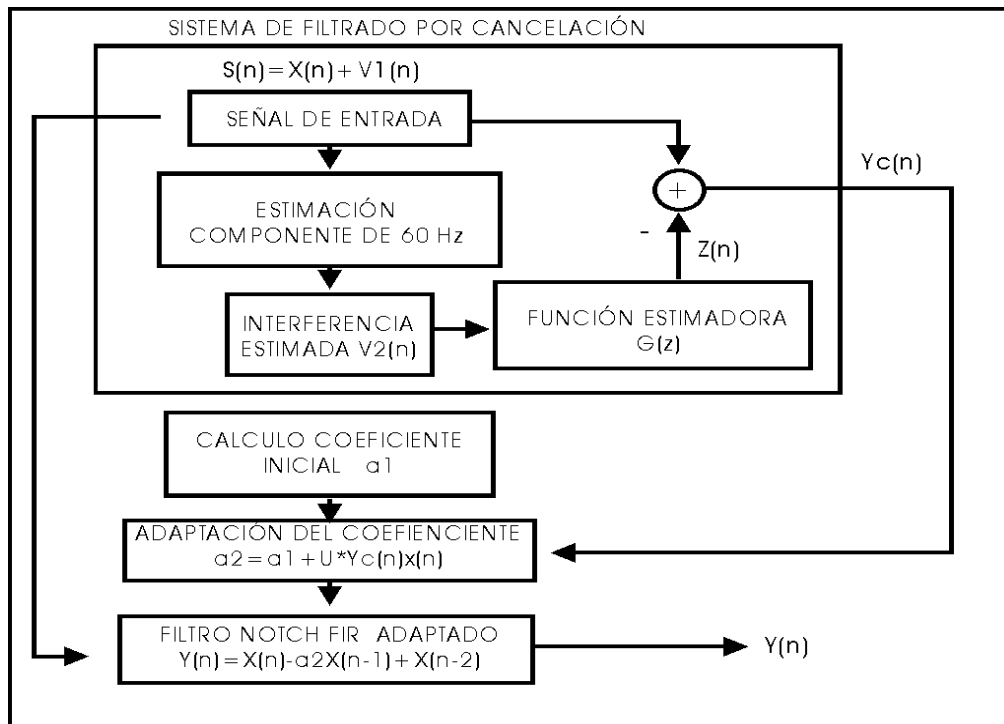 SISTEMA DE FILTRADO POR CANCELACIÓN
S(n)=X(n)+V1(n)
SEÑAL DE ENTRADA
Yc(n)
+
ESTIMACIÓN
COMPONENTE DE 60 Hz
-
Z(n)
INTERFERENCIA
ESTIMADA V2(n)
FUNCIÓN ESTIMADORA
G(z)
CALCULO COEFICIENTE
INICIAL a1
ADAPTACIÓN DEL COEFIENCIENTE
a2=a1+U*Yc(n)x(n)
FILTRO NOTCH FIR ADAPTADO
Y(n)=X(n)-a2X(n-1)+X(n-2)
Y(n)